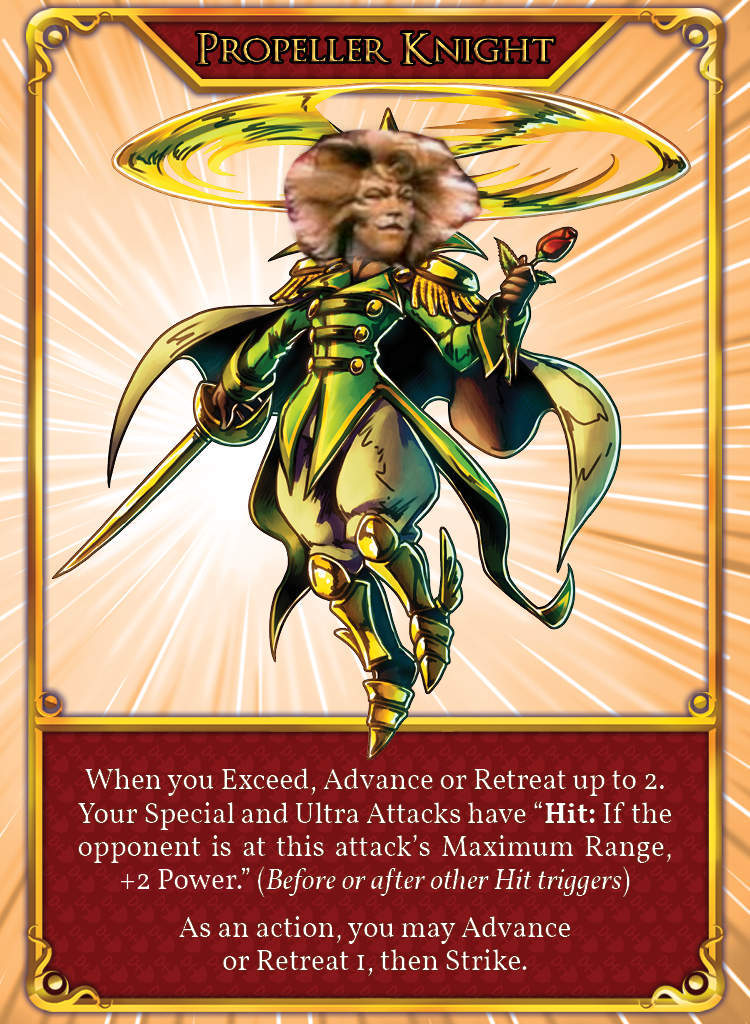 Propeller Knight
When you Exceed, Advance or Retreat up to 2.
Your Special and Ultra Attacks have “Hit: If the
opponent is at this attack’s Maximum Range,
+2 Power.” (Before or after other Hit triggers)
As an action, you may Advance
or Retreat 1, then Strike.